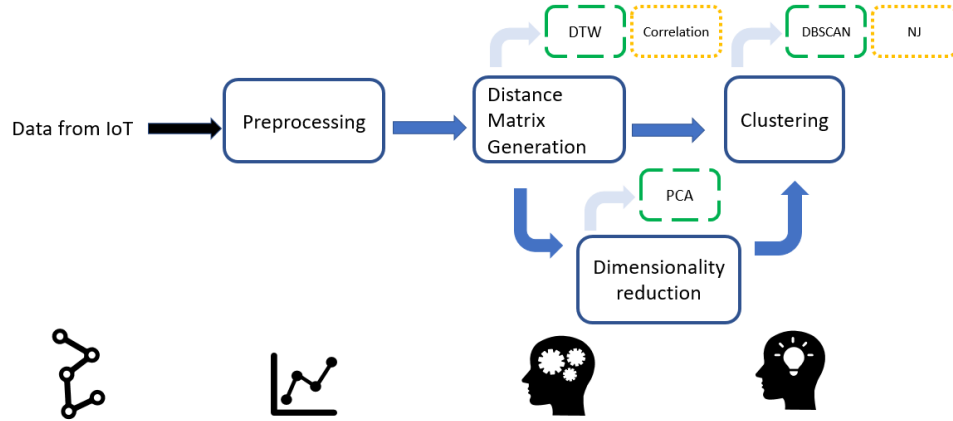 DTW
Correlation
DBSCAN
NJ
Data from IoT
Preprocessing
Distance
Matrix
Generation
Clustering
PCA
Dimensionality
reduction